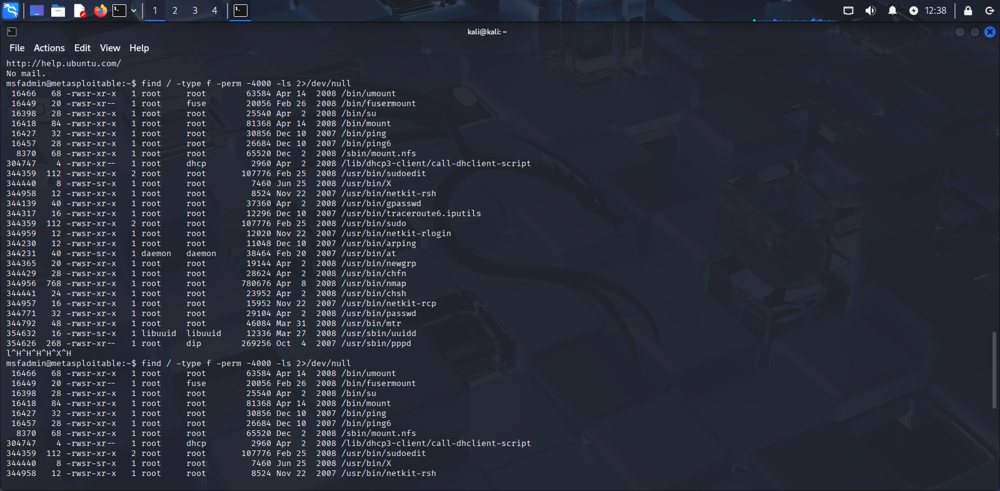 1 2 3 4 12:38
kali@kali: ~
File Actions Edit View Help
http://help.ubuntu.com/
No mail.
msfadmin@metasploitable:~$ find / -type f -perm -4000 -ls 2>/dev/null
16466 68 -rwsr-xr-x 1 root root 63584 Apr 14 2008 /bin/umount
16449 20 -rwsr-xr-- 1 root fuse 20056 Feb 26 2008 /bin/fusermount
16398 28 -rwsr-xr-x 1 root root 25540 Apr 2 2008 /bin/su
16418 84 -rwsr-xr-x 1 root root 81368 Apr 14 2008 /bin/mount
16427 32 -rwsr-xr-x 1 root root 30856 Dec 10 2007 /bin/ping
16457 28 -rwsr-xr-x 1 root root 26684 Dec 10 2007 /bin/ping6
8370 68 -rwsr-xr-x 1 root root 65520 Dec 2 2008 /sbin/mount.nfs
304747 4 -rwsr-xr-- 1 root dhcp 2960 Apr 2 2008 /lib/dhcp3-client/call-dhclient-script
344359 112 -rwsr-xr-x 2 root root 107776 Feb 25 2008 /usr/bin/sudoedit
344440 8 -rwsr-sr-x 1 root root 7460 Jun 25 2008 /usr/bin/X
344958 12 -rwsr-xr-x 1 root root 8524 Nov 22 2007 /usr/bin/netkit-rsh
344139 40 -rwsr-xr-x 1 root root 37360 Apr 2 2008 /usr/bin/gpasswd
344317 16 -rwsr-xr-x 1 root root 12296 Dec 10 2007 /usr/bin/traceroute6.iputils
344359 112 -rwsr-xr-x 2 root root 107776 Feb 25 2008 /usr/bin/sudo
344959 12 -rwsr-xr-x 1 root root 12020 Nov 22 2007 /usr/bin/netkit-rlogin
344230 12 -rwsr-xr-x 1 root root 11048 Dec 10 2007 /usr/bin/arping
344231 40 -rwsr-sr-x 1 daemon daemon 38464 Feb 20 2007 /usr/bin/at
344365 20 -rwsr-xr-x 1 root root 19144 Apr 2 2008 /usr/bin/newgrp
344429 28 -rwsr-xr-x 1 root root 28624 Apr 2 2008 /usr/bin/chfn
344956 768 -rwsr-xr-x 1 root root 780676 Apr 8 2008 /usr/bin/nmap
344441 24 -rwsr-xr-x 1 root root 23952 Apr 2 2008 /usr/bin/chsh
344957 16 -rwsr-xr-x 1 root root 15952 Nov 22 2007 /usr/bin/netkit-rcp
344771 32 -rwsr-xr-x 1 root root 29104 Apr 2 2008 /usr/bin/passwd
344792 48 -rwsr-xr-x 1 root root 46084 Mar 31 2008 /usr/bin/mtr
354632 16 -rwsr-sr-x 1 libuuid libuuid 12336 Mar 27 2008 /usr/sbin/uuidd
354626 268 -rwsr-xr-- 1 root dip 269256 Oct 4 2007 /usr/sbin/pppd
l^H^H^H^H^X^H
msfadmin@metasploitable:~$ find / -type f -perm -4000 -ls 2>/dev/null
16466 68 -rwsr-xr-x 1 root root 63584 Apr 14 2008 /bin/umount
16449 20 -rwsr-xr-- 1 root fuse 20056 Feb 26 2008 /bin/fusermount
16398 28 -rwsr-xr-x 1 root root 25540 Apr 2 2008 /bin/su
16418 84 -rwsr-xr-x 1 root root 81368 Apr 14 2008 /bin/mount
16427 32 -rwsr-xr-x 1 root root 30856 Dec 10 2007 /bin/ping
16457 28 -rwsr-xr-x 1 root root 26684 Dec 10 2007 /bin/ping6
8370 68 -rwsr-xr-x 1 root root 65520 Dec 2 2008 /sbin/mount.nfs
304747 4 -rwsr-xr-- 1 root dhcp 2960 Apr 2 2008 /lib/dhcp3-client/call-dhclient-script
344359 112 -rwsr-xr-x 2 root root 107776 Feb 25 2008 /usr/bin/sudoedit
344440 8 -rwsr-sr-x 1 root root 7460 Jun 25 2008 /usr/bin/X
344958 12 -rwsr-xr-x 1 root root 8524 Nov 22 2007 /usr/bin/netkit-rsh